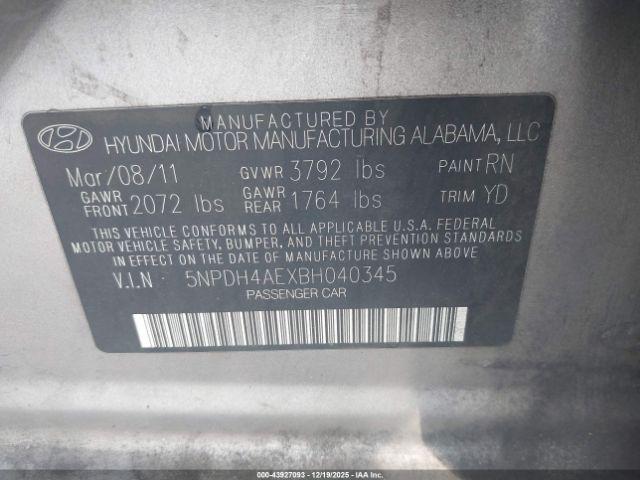 MANUFACTURED BY
HYUNDAI MOTOR MANUFACTURING ALABAMA, LLC
Mar/08/11 GVWR 3792 lbs PAINT RN
GAWR FRONT 2072 lbs GAWR REAR 1764 lbs TRIM YD
THIS VEHICLE CONFORMS TO ALL APPLICABLE U.S.A. FEDERAL
MOTOR VEHICLE SAFETY, BUMPER, AND THEFT PREVENTION STANDARDS
IN EFFECT ON THE DATE OF MANUFACTURE SHOWN ABOVE
V.I.N : 5NPDH4AEXBH040345
PASSENGER CAR
000-43927093 - 12/19/2025 - © IAA, Inc.